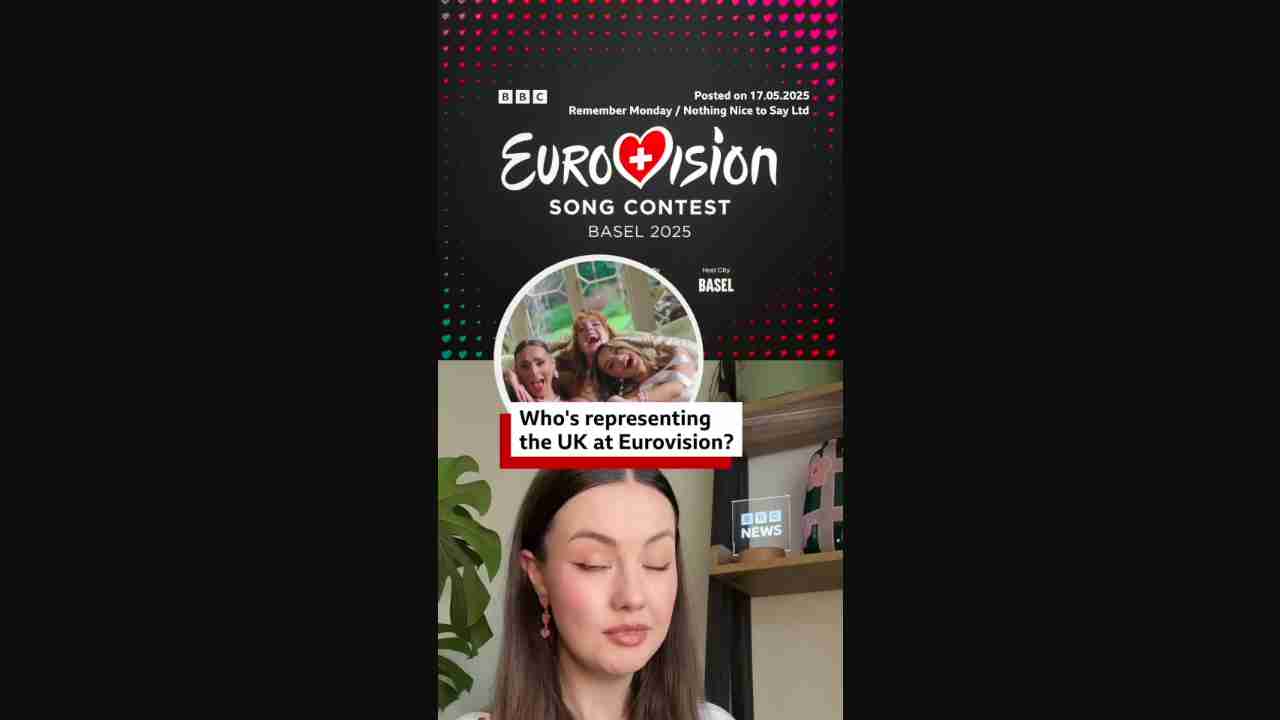 BBC
Posted on 17.05.2025
Remember Monday / Nothing Nice to Say Ltd
EUROVISION
SONG CONTEST
BASEL 2025
Host City
BASEL
Who's representing
the UK at Eurovision?
BBC
NEWS